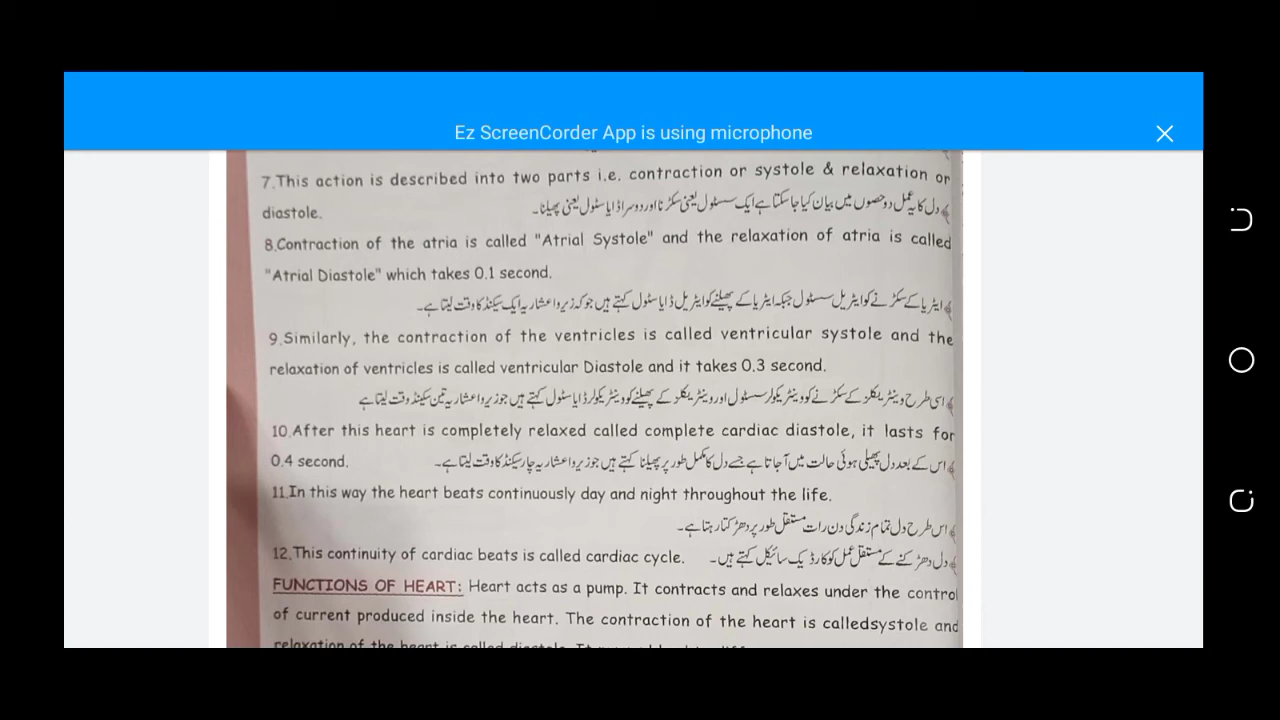 Ez ScreenCorder App is using microphone
7.This action is described into two parts i.e. contraction or systole & relaxation or
diastole. دل کا یہ عمل دو حصوں میں بیان کیا جاسکتا ہے ایک سسٹول یعنی سکڑنا اور دوسرا ڈایاسٹول یعنی پھیلنا۔
8.Contraction of the atria is called "Atrial Systole" and the relaxation of atria is called
"Atrial Diastole" which takes 0.1 second.
ایٹریا کے سکڑنے کو ایٹریل سسٹول جبکہ ایٹریا کے پھیلنے کو ایٹریل ڈایاسٹول کہتے ہیں جو کہ زیرو اعشاریہ ایک سیکنڈ کا وقت لیتا ہے۔
9.Similarly, the contraction of the ventricles is called ventricular systole and the
relaxation of ventricles is called ventricular Diastole and it takes 0.3 second.
اسی طرح وینٹریکلز کے سکڑنے کو وینٹریکولر سسٹول اور وینٹریکلز کے پھیلنے کو وینٹریکولر ڈایاسٹول کہتے ہیں جو زیرو اعشاریہ تین سیکنڈ وقت لیتا ہے
10.After this heart is completely relaxed called complete cardiac diastole, it lasts for
0.4 second. اس کے بعد دل پھیلی ہوئی حالت میں آجاتا ہے جسے دل کا مکمل طور پر پھیلنا کہتے ہیں جو زیرو اعشاریہ چار سیکنڈ کا وقت لیتا ہے۔
11.In this way the heart beats continuously day and night throughout the life.
اس طرح دل تمام زندگی دن رات مستقل طور پر دھڑکتا رہتا ہے۔
12.This continuity of cardiac beats is called cardiac cycle. دل دھڑکنے کے مستقل عمل کو کارڈیک سائیکل کہتے ہیں۔
FUNCTIONS OF HEART: Heart acts as a pump. It contracts and relaxes under the control
of current produced inside the heart. The contraction of the heart is calledsystole and
relaxation of the heart is called diastole. It